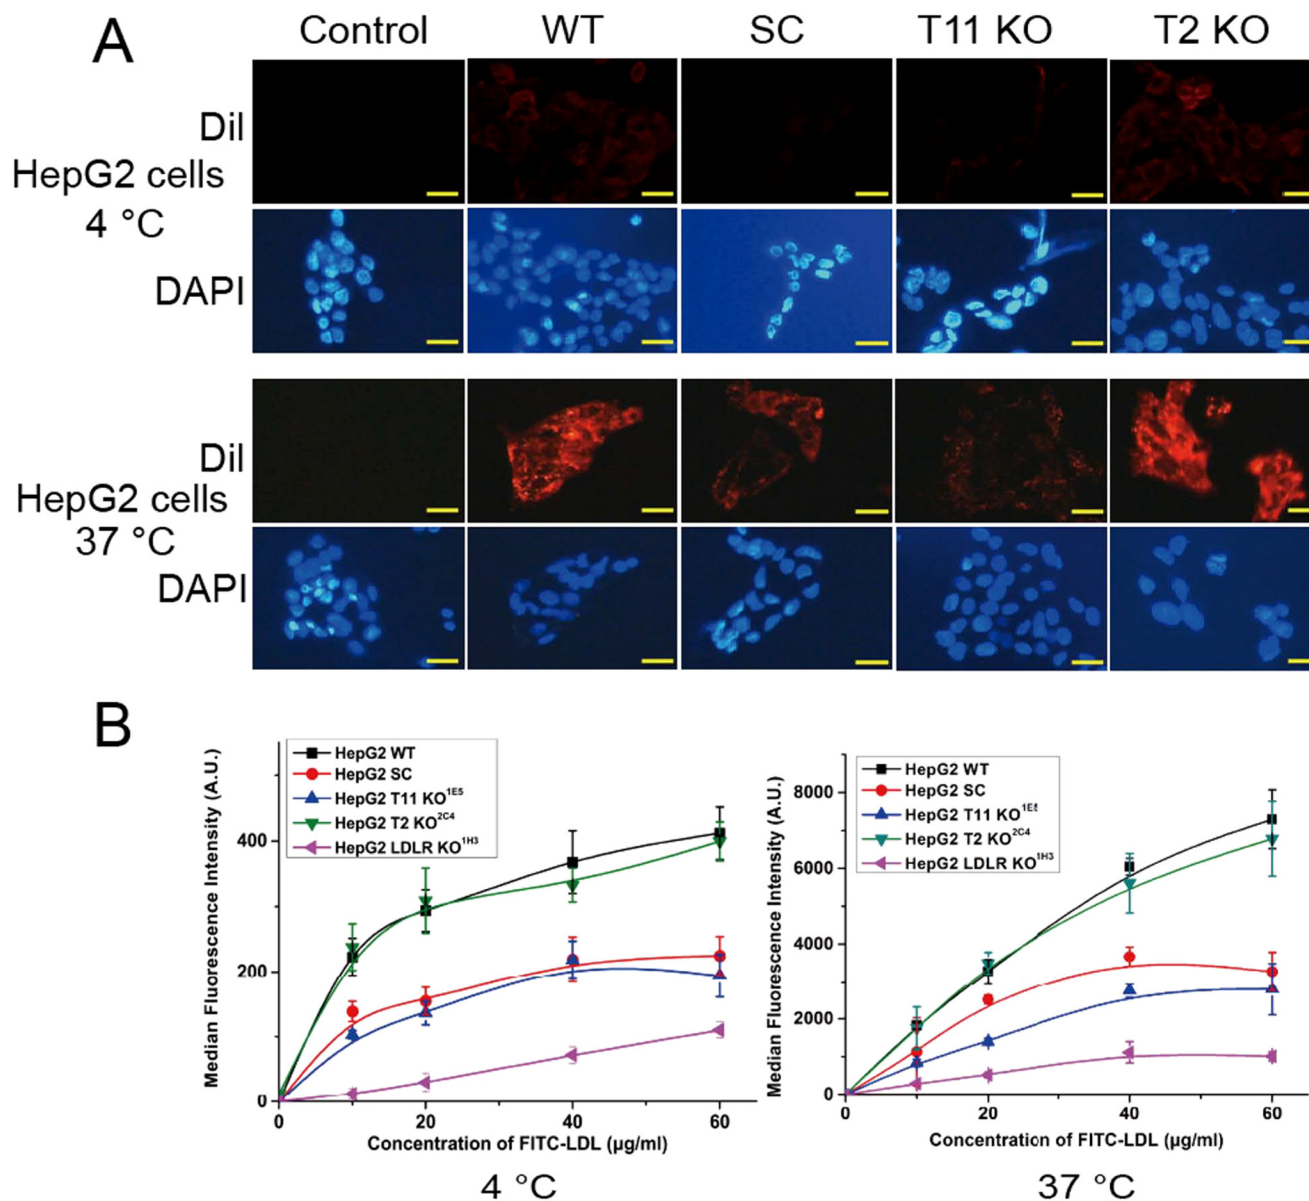 A
Control WT SC T11 KO T2 KO
Dil
HepG2 cells
4 °C
DAPI
Dil
HepG2 cells
37 °C
DAPI
B
Median Fluorescence Intensity (A.U.)
HepG2 WT
HepG2 SC
HepG2 T11 KO1E5
HepG2 T2 KO2C4
HepG2 LDLR KO1H3
400
200
0
0 20 40 60
Concentration of FITC-LDL (µg/ml)
4 °C
Median Fluorescence Intensity (A.U.)
HepG2 WT
HepG2 SC
HepG2 T11 KO1E5
HepG2 T2 KO2C4
HepG2 LDLR KO1H3
8000
6000
4000
2000
0
0 20 40 60
Concentration of FITC-LDL (µg/ml)
37 °C